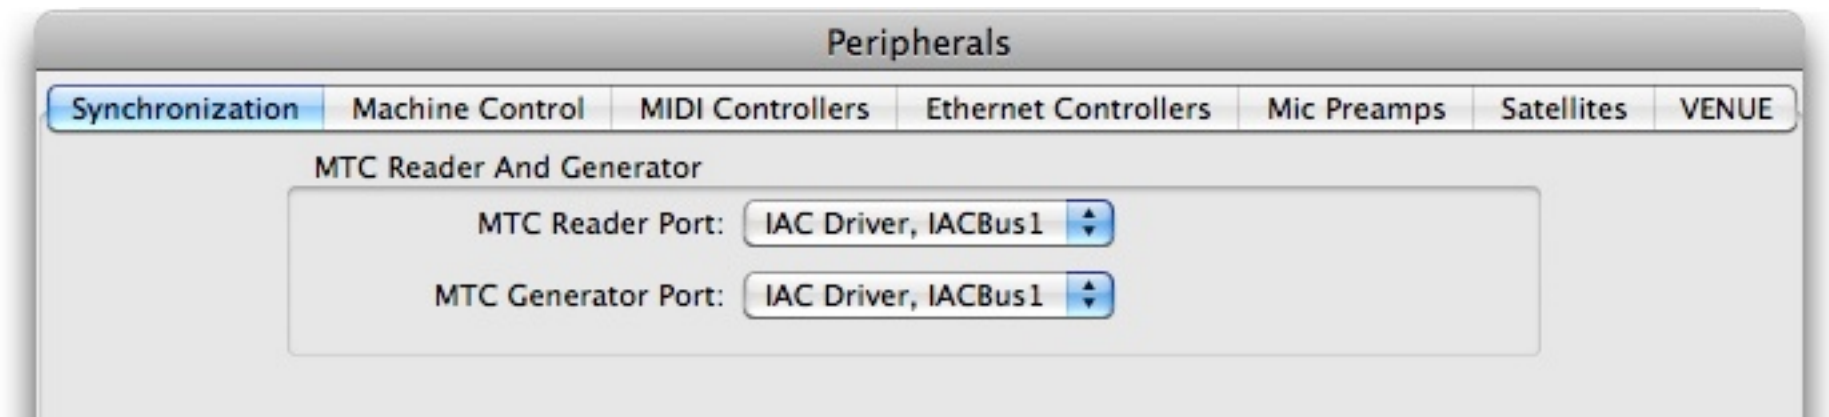 Peripherals
Synchronization Machine Control MIDI Controllers Ethernet Controllers Mic Preamps Satellites VENUE
MTC Reader And Generator
MTC Reader Port: IAC Driver, IACBus1
MTC Generator Port: IAC Driver, IACBus1